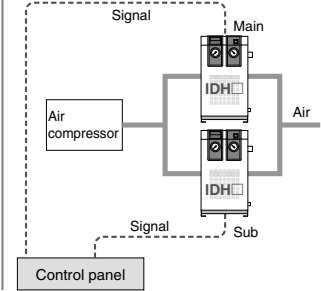 Signal
Main
IDH□
Air
compressor
Air
IDH□
Signal
Sub
Control panel